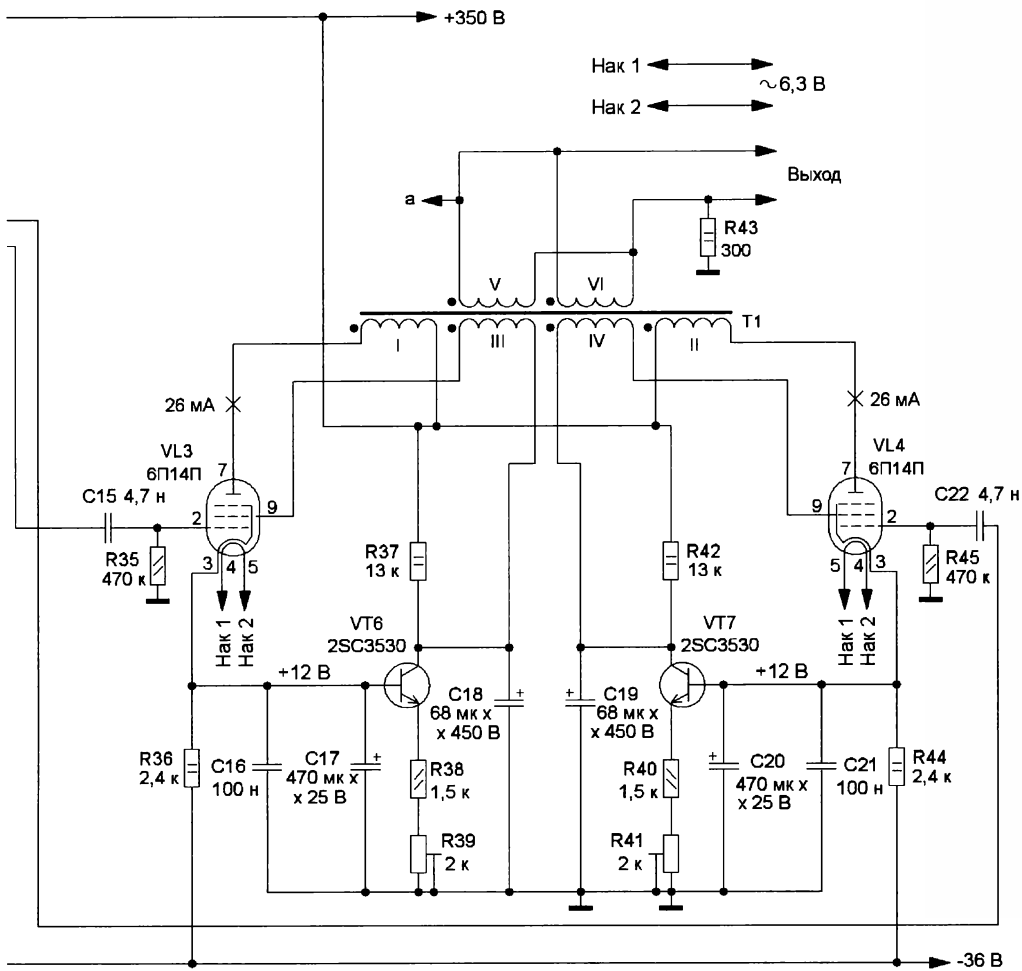 +350 В
Нак 1
~6,3 В
Нак 2
Выход
а
R43
300
V
VI
T1
I
III
IV
II
26 мА
26 мА
VL3
6П14П
VL4
6П14П
7
7
C15 4,7 н
C22 4,7 н
2
9
9
2
R35
470 к
3
4
5
R37
13 к
R42
13 к
5
4
3
R45
470 к
Нак 1
Нак 2
Нак 1
Нак 2
VT6
2SC3530
VT7
2SC3530
+12 В
+12 В
C18
68 мк х
х 450 В
+
+
C19
68 мк х
х 450 В
R36
2,4 к
C16
100 н
C17
470 мк х
х 25 В
+
R38
1,5 к
R40
1,5 к
+
C20
470 мк х
х 25 В
C21
100 н
R44
2,4 к
R39
2 к
R41
2 к
-36 В